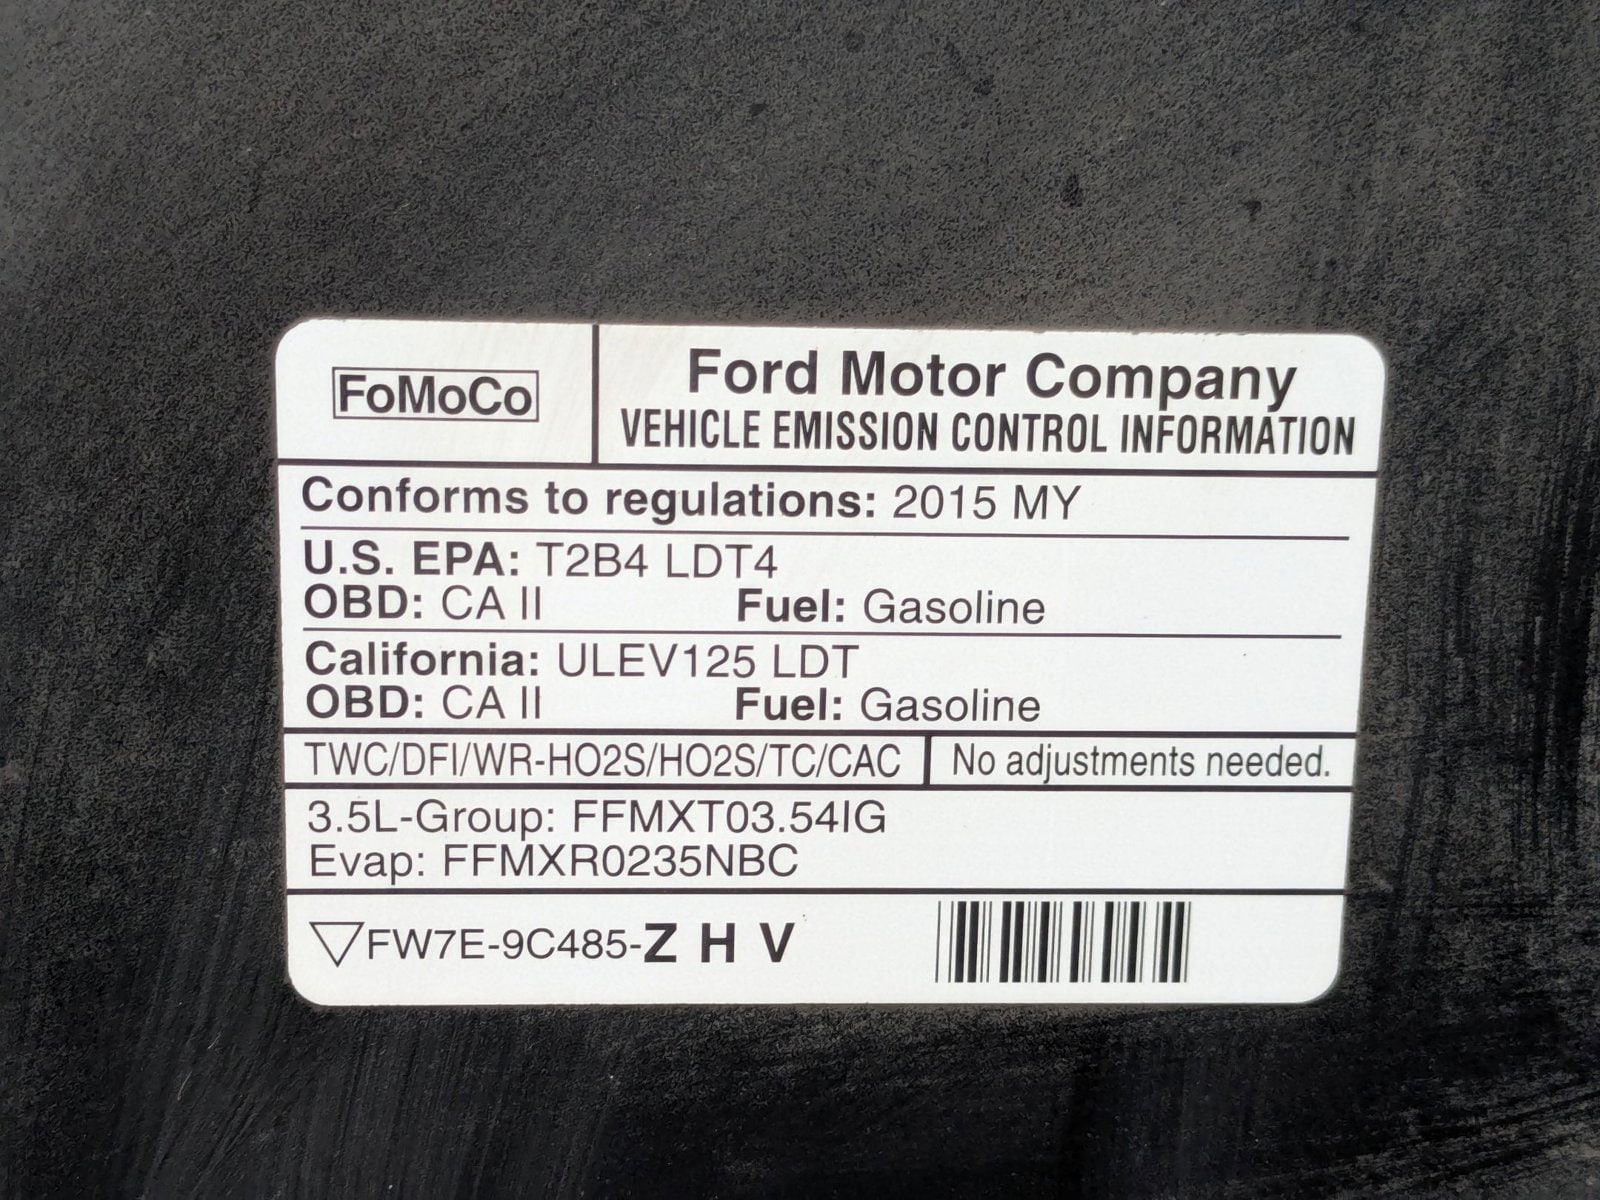 FoMoCo
Ford Motor Company
VEHICLE EMISSION CONTROL INFORMATION
Conforms to regulations: 2015 MY
U.S. EPA: T2B4 LDT4
OBD: CA II Fuel: Gasoline
California: ULEV125 LDT
OBD: CA II Fuel: Gasoline
TWC/DFI/WR-HO2S/HO2S/TC/CAC No adjustments needed.
3.5L-Group: FFMXT03.54IG
Evap: FFMXR0235NBC
FW7E-9C485-Z H V